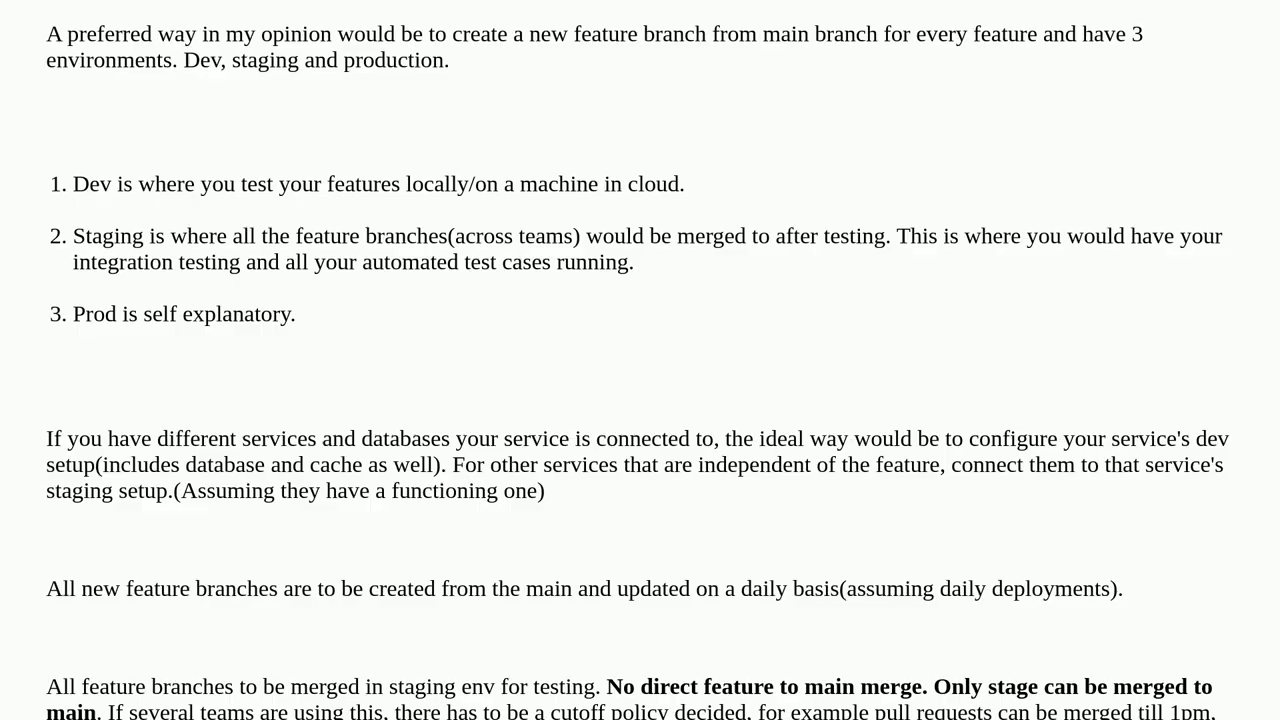 A preferred way in my opinion would be to create a new feature branch from main branch for every feature and have 3
environments. Dev, staging and production.
1. Dev is where you test your features locally/on a machine in cloud.
2. Staging is where all the feature branches(across teams) would be merged to after testing. This is where you would have your
integration testing and all your automated test cases running.
3. Prod is self explanatory.
If you have different services and databases your service is connected to, the ideal way would be to configure your service's dev
setup(includes database and cache as well). For other services that are independent of the feature, connect them to that service's
staging setup.(Assuming they have a functioning one)
All new feature branches are to be created from the main and updated on a daily basis(assuming daily deployments).
All feature branches to be merged in staging env for testing. No direct feature to main merge. Only stage can be merged to
main. If several teams are using this, there has to be a cutoff policy decided, for example pull requests can be merged till 1pm,